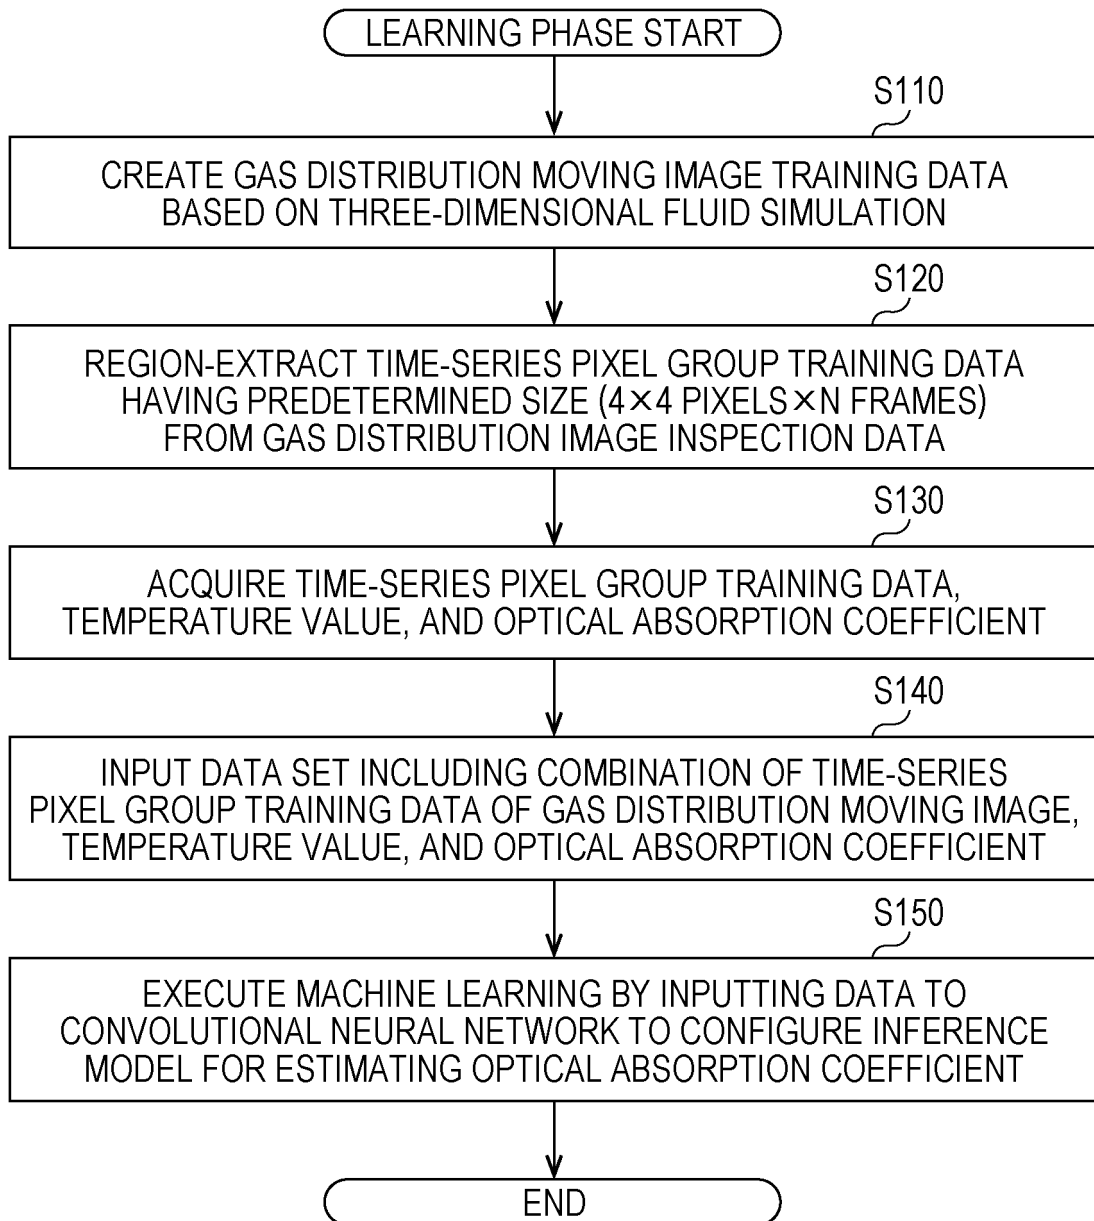 LEARNING PHASE START
S110
CREATE GAS DISTRIBUTION MOVING IMAGE TRAINING DATA
BASED ON THREE-DIMENSIONAL FLUID SIMULATION
S120
REGION-EXTRACT TIME-SERIES PIXEL GROUP TRAINING DATA
HAVING PREDETERMINED SIZE (4×4 PIXELS×N FRAMES)
FROM GAS DISTRIBUTION IMAGE INSPECTION DATA
S130
ACQUIRE TIME-SERIES PIXEL GROUP TRAINING DATA,
TEMPERATURE VALUE, AND OPTICAL ABSORPTION COEFFICIENT
S140
INPUT DATA SET INCLUDING COMBINATION OF TIME-SERIES
PIXEL GROUP TRAINING DATA OF GAS DISTRIBUTION MOVING IMAGE,
TEMPERATURE VALUE, AND OPTICAL ABSORPTION COEFFICIENT
S150
EXECUTE MACHINE LEARNING BY INPUTTING DATA TO
CONVOLUTIONAL NEURAL NETWORK TO CONFIGURE INFERENCE
MODEL FOR ESTIMATING OPTICAL ABSORPTION COEFFICIENT
END